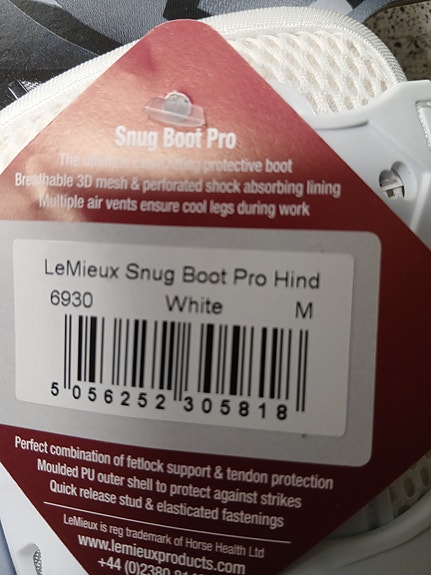 Snug Boot Pro
The protective boot
Breathable 3D mesh & perforated shock absorbing lining
Multiple air vents ensure cool legs during work
LeMieux Snug Boot Pro Hind
6930 White M
5 056252 305818
Perfect combination of fetlock support & tendon protection
Moulded PU outer shell to protect against strikes
Quick release stud & elasticated fastenings
LeMieux is reg trademark of Horse Health Ltd
www.lemieuxproducts.com
+44 (0)2380